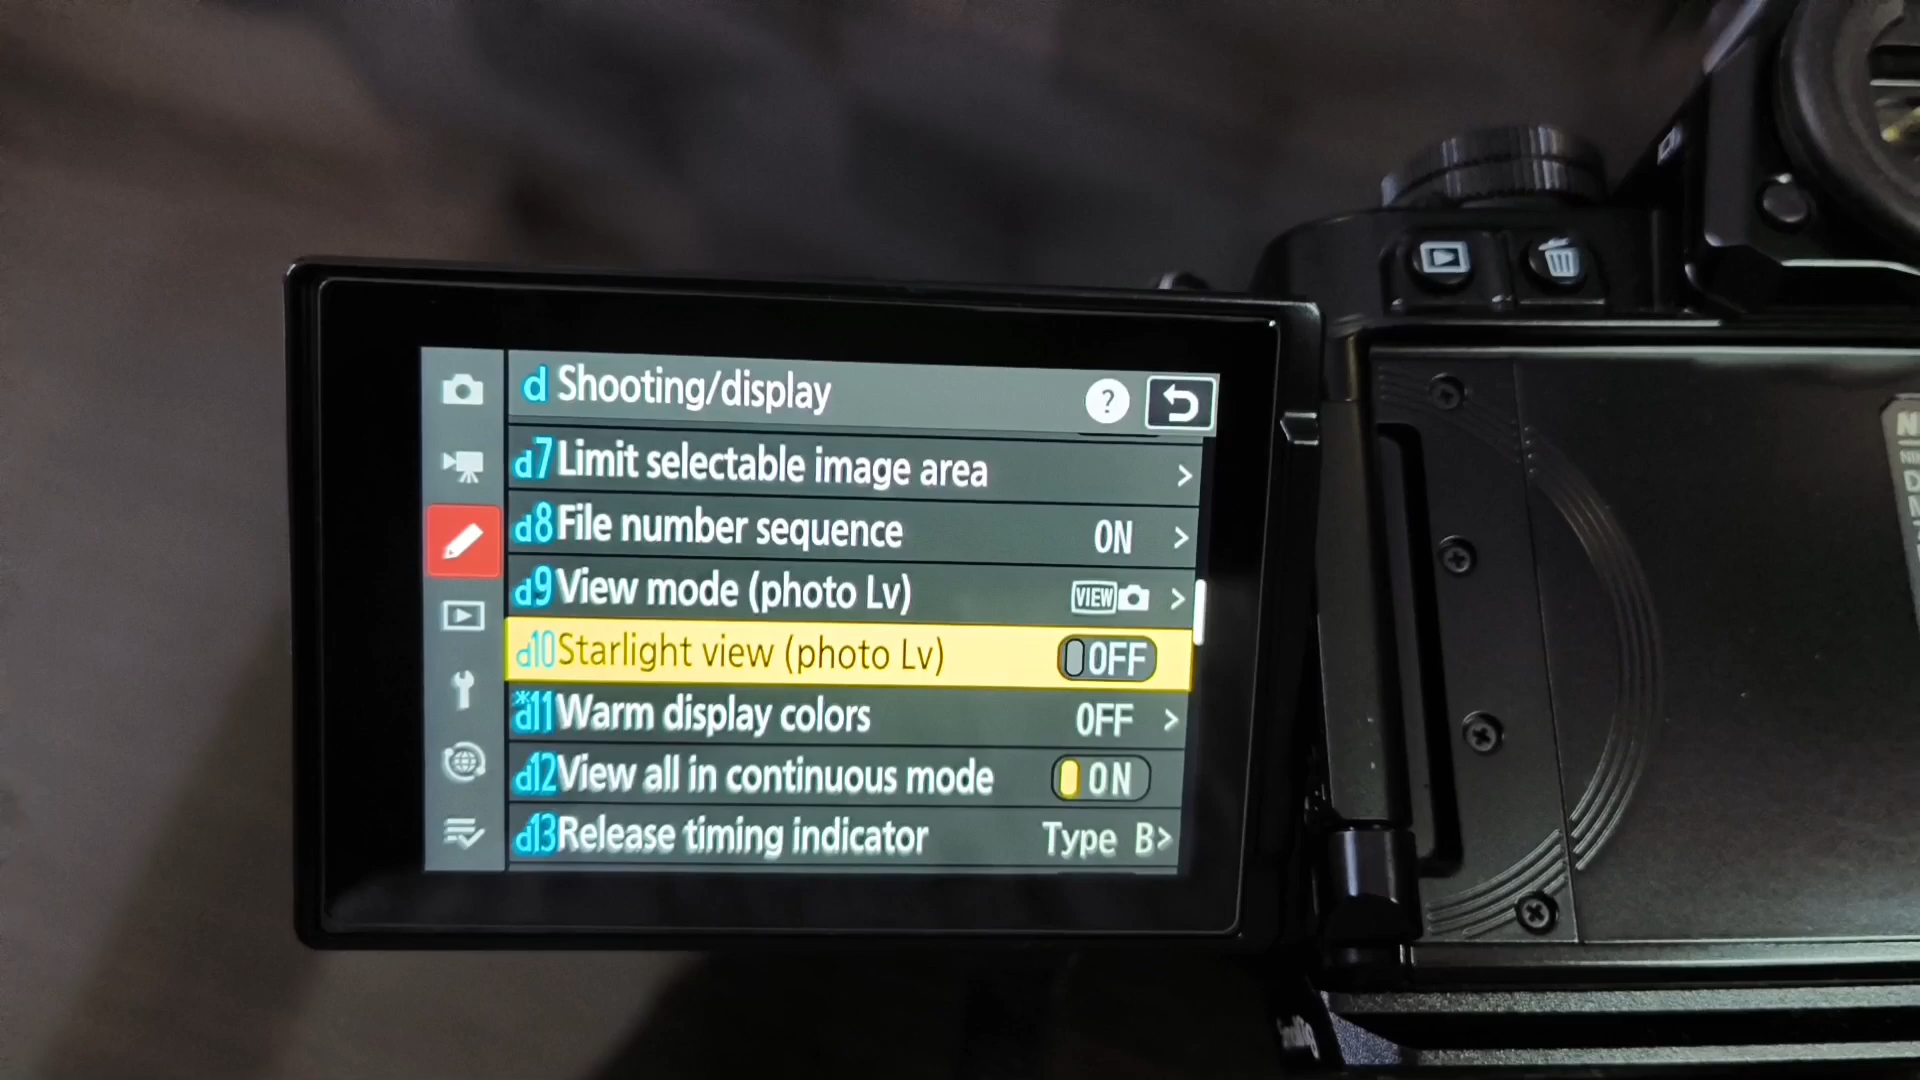 d Shooting/display ?
d7 Limit selectable image area >
d8 File number sequence ON >
d9 View mode (photo Lv) VIEW >
d10 Starlight view (photo Lv) OFF
*d11 Warm display colors OFF >
d12 View all in continuous mode ON
d13 Release timing indicator Type B>